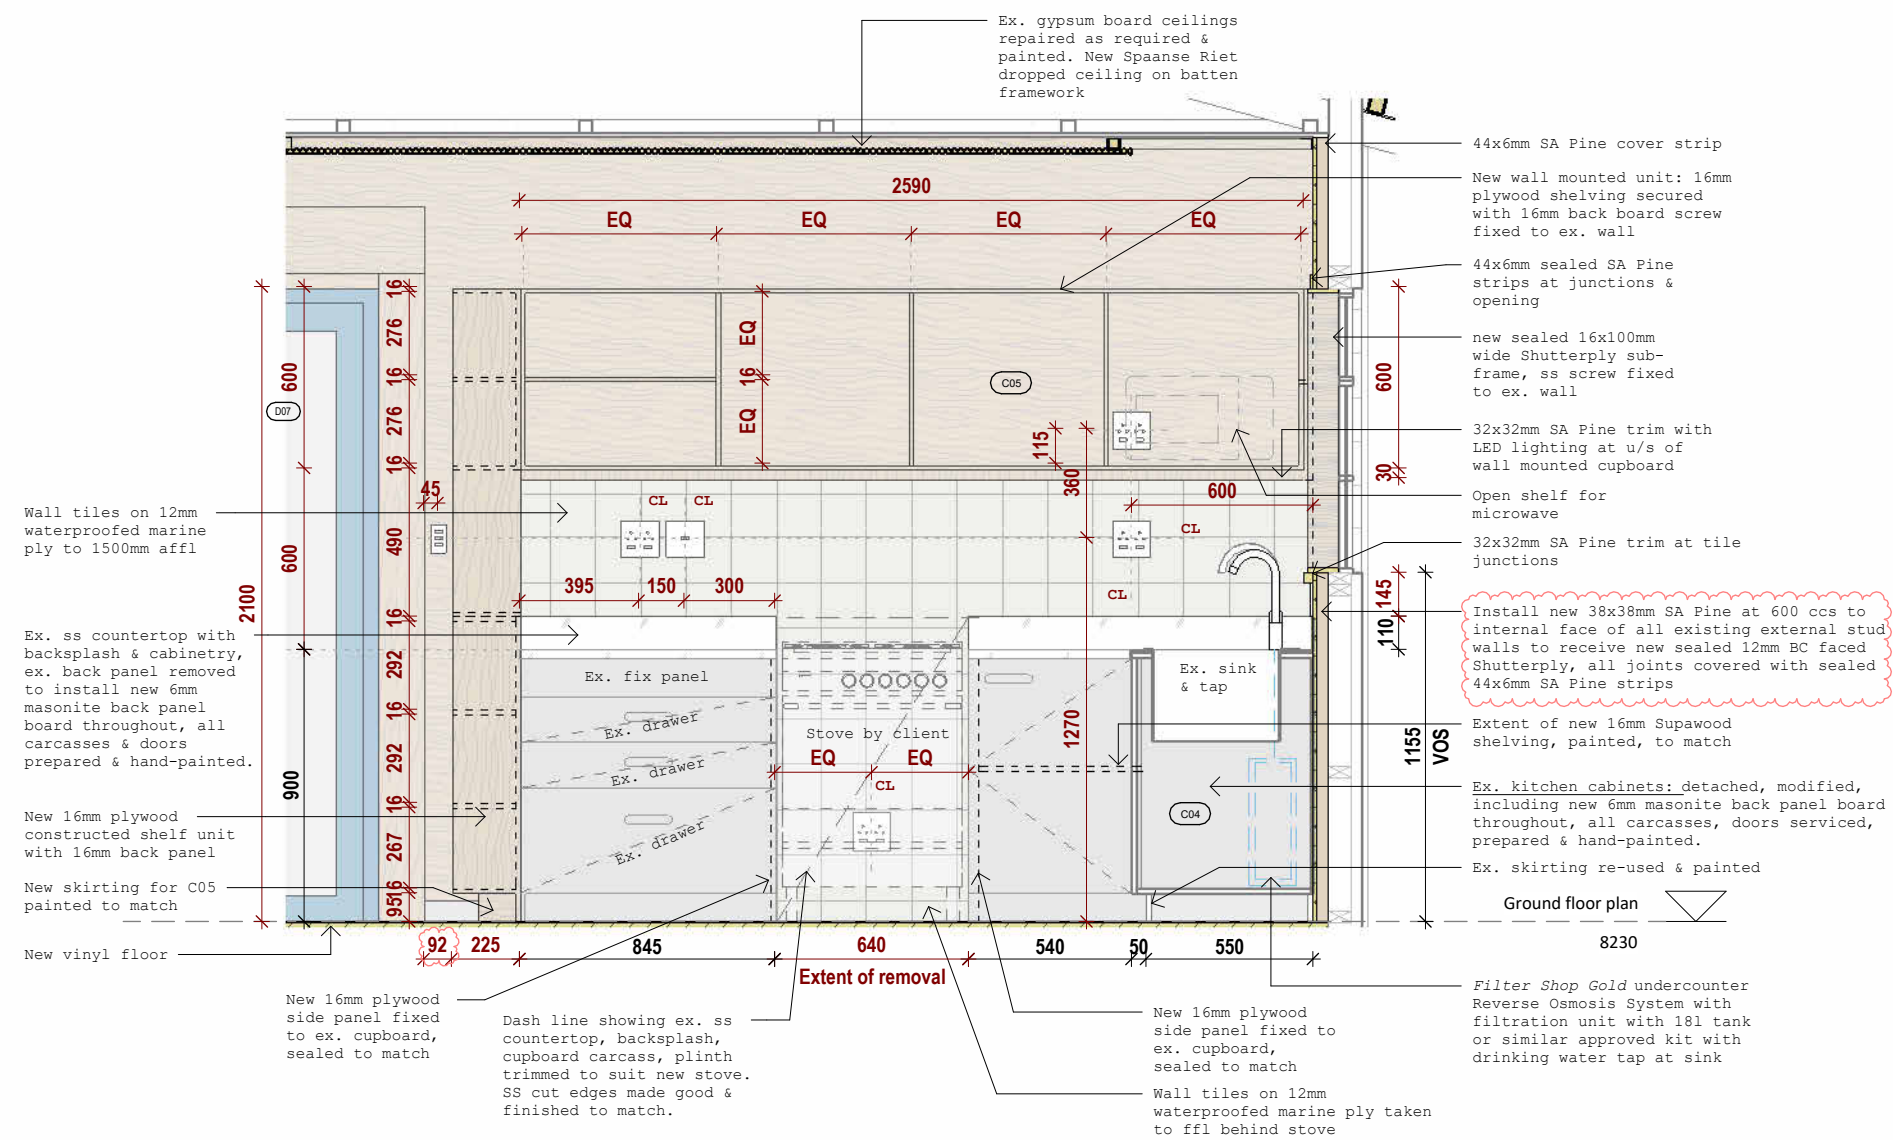 Ex. gypsum board ceilings
repaired as required &
painted. New Spaanse Riet
dropped ceiling on batten
framework
44x6mm SA Pine cover strip
New wall mounted unit: 16mm
plywood shelving secured
with 16mm back board screw
fixed to ex. wall
44x6mm sealed SA Pine
strips at junctions &
opening
new sealed 16x100mm
wide Shutterply sub-
frame, ss screw fixed
to ex. wall
32x32mm SA Pine trim with
LED lighting at u/s of
wall mounted cupboard
Open shelf for
microwave
32x32mm SA Pine trim at tile
junctions
Install new 38x38mm SA Pine at 600 ccs to
internal face of all existing external stud
walls to receive new sealed 12mm BC faced
Shutterply, all joints covered with sealed
44x6mm SA Pine strips
Extent of new 16mm Supawood
shelving, painted, to match
Ex. kitchen cabinets: detached, modified,
including new 6mm masonite back panel board
throughout, all carcasses, doors serviced,
prepared & hand-painted.
Ex. skirting re-used & painted
Ground floor plan
8230
Filter Shop Gold undercounter
Reverse Osmosis System with
filtration unit with 18l tank
or similar approved kit with
drinking water tap at sink
2590
EQ EQ EQ EQ
EQ
16
EQ
C05
D07
115
360
1270
600
CL CL
CL
CL
45
395 150 300
2100
600
600
900
16
276
16
276
16
490
16
292
16
292
16
267
16
95
600
30
145
110
1155
VOS
Ex. fix panel
Ex. drawer
Ex. drawer
Ex. drawer
Stove by client
EQ EQ
CL
Ex. sink
& tap
C04
92 225 845 640 540 50 550
Extent of removal
Wall tiles on 12mm
waterproofed marine
ply to 1500mm affl
Ex. ss countertop with
backsplash & cabinetry,
ex. back panel removed
to install new 6mm
masonite back panel
board throughout, all
carcasses & doors
prepared & hand-painted.
New 16mm plywood
constructed shelf unit
with 16mm back panel
New skirting for C05
painted to match
New vinyl floor
New 16mm plywood
side panel fixed
to ex. cupboard,
sealed to match
Dash line showing ex. ss
countertop, backsplash,
cupboard carcass, plinth
trimmed to suit new stove.
SS cut edges made good &
finished to match.
New 16mm plywood
side panel fixed to
ex. cupboard,
sealed to match
Wall tiles on 12mm
waterproofed marine ply taken
to ffl behind stove